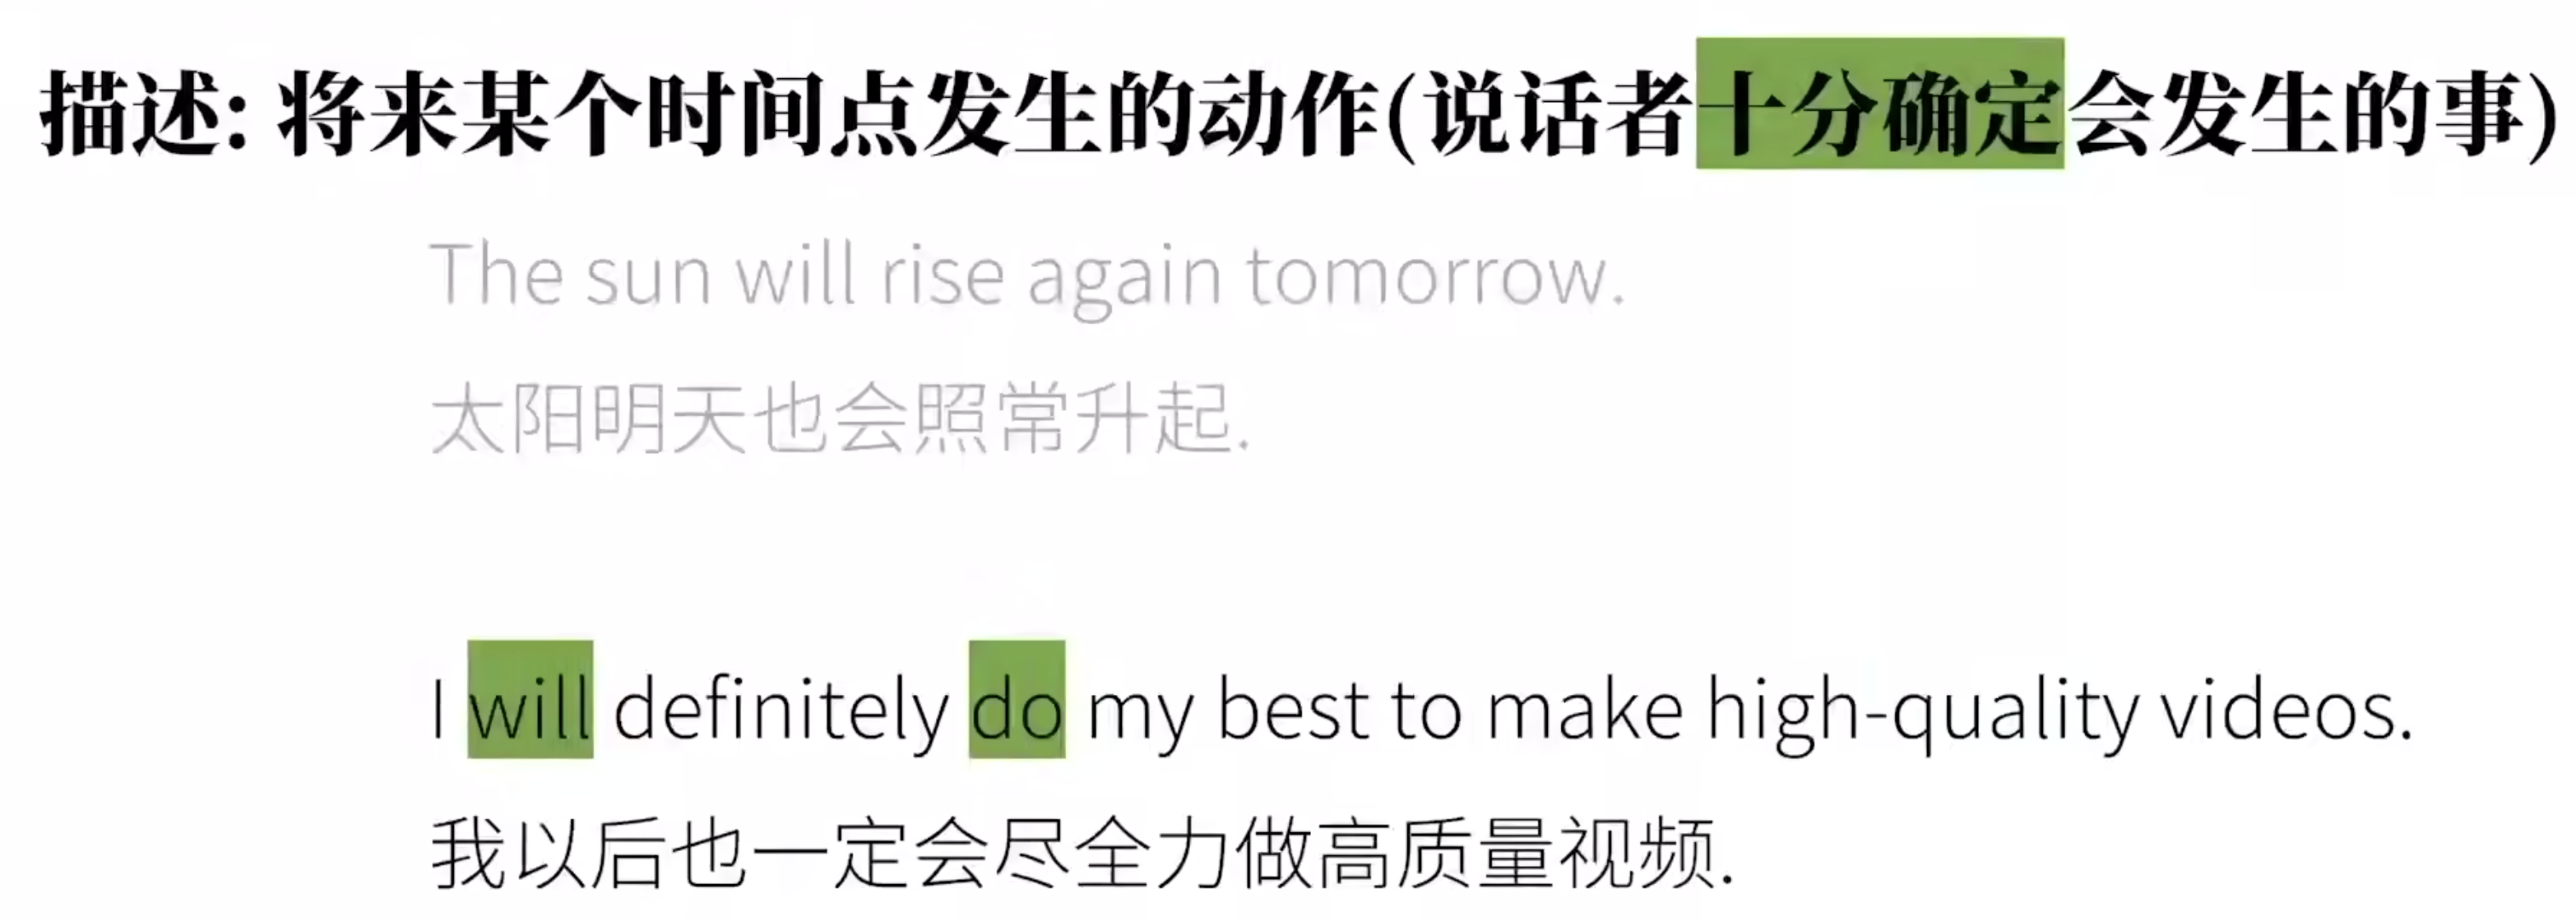 描述: 将来某个时间点发生的动作(说话者十分确定会发生的事)
The sun will rise again tomorrow.
太阳明天也会照常升起.
I will definitely do my best to make high-quality videos.
我以后也一定会尽全力做高质量视频.